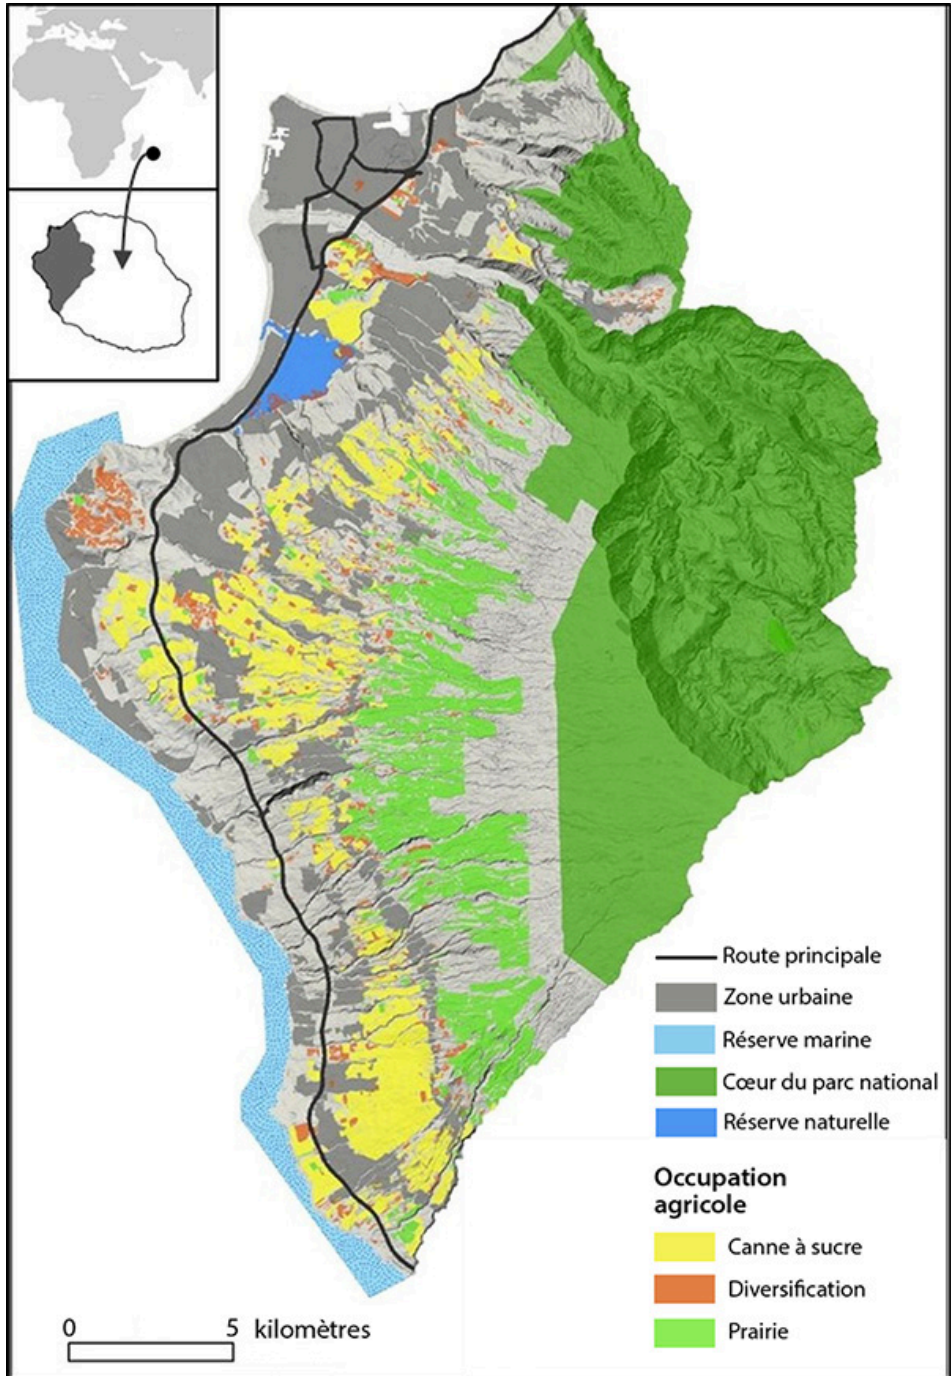 Route principale
Zone urbaine
Réserve marine
Cœur du parc national
Réserve naturelle
Occupation
agricole
Canne à sucre
Diversification
Prairie
0 5 kilomètres